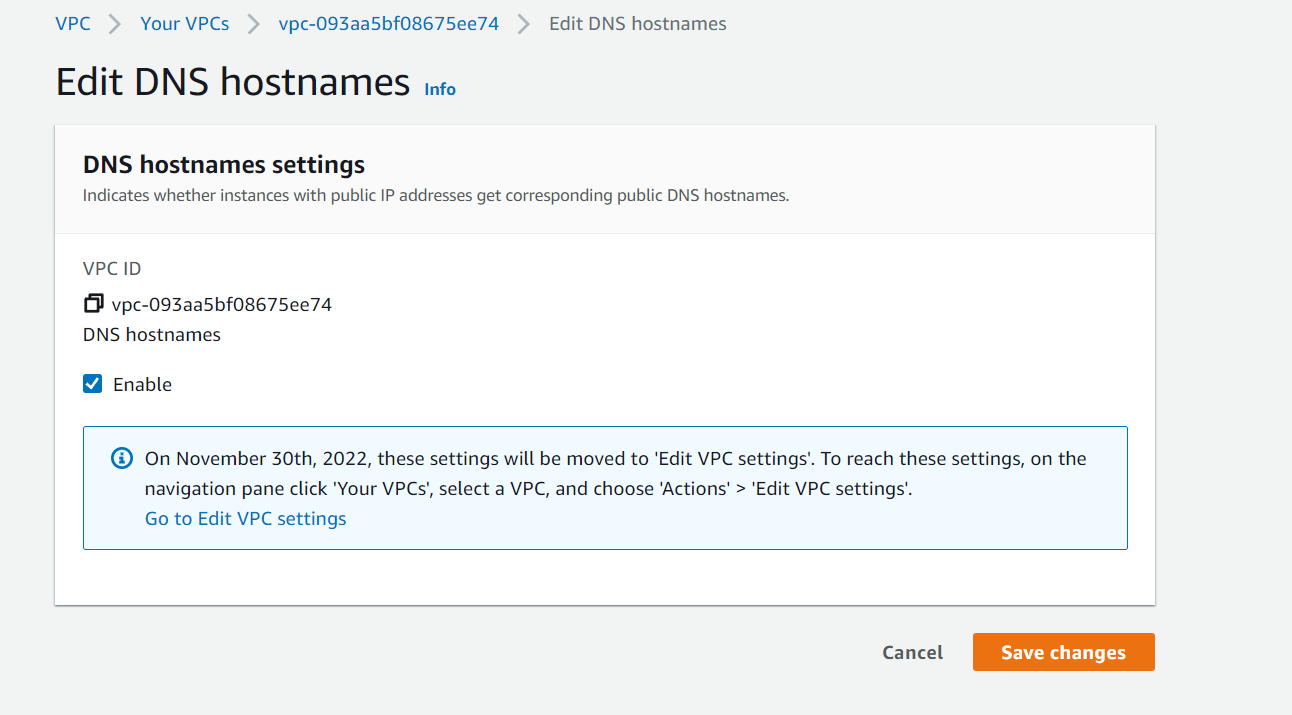 VPC > Your VPCs > vpc-093aa5bf08675ee74 > Edit DNS hostnames
Edit DNS hostnames Info
DNS hostnames settings
Indicates whether instances with public IP addresses get corresponding public DNS hostnames.
VPC ID
vpc-093aa5bf08675ee74
DNS hostnames
Enable
On November 30th, 2022, these settings will be moved to 'Edit VPC settings'. To reach these settings, on the
navigation pane click 'Your VPCs', select a VPC, and choose 'Actions' > 'Edit VPC settings'.
Go to Edit VPC settings
Cancel Save changes